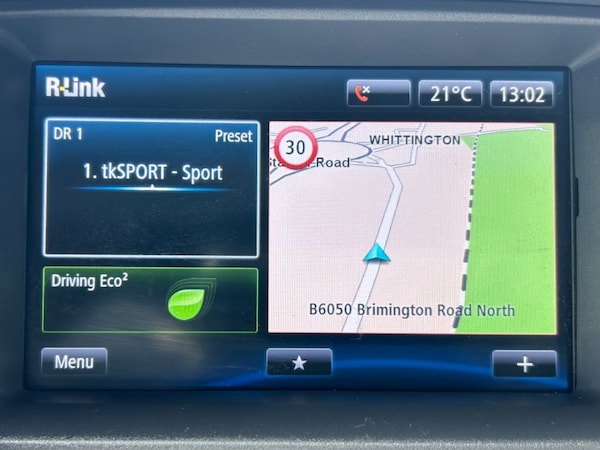 R-Link
21°C
13:02
DR 1
Preset
1. tkSPORT - Sport
30
WHITTINGTON
Road
Driving Eco²
B6050 Brimington Road North
Menu